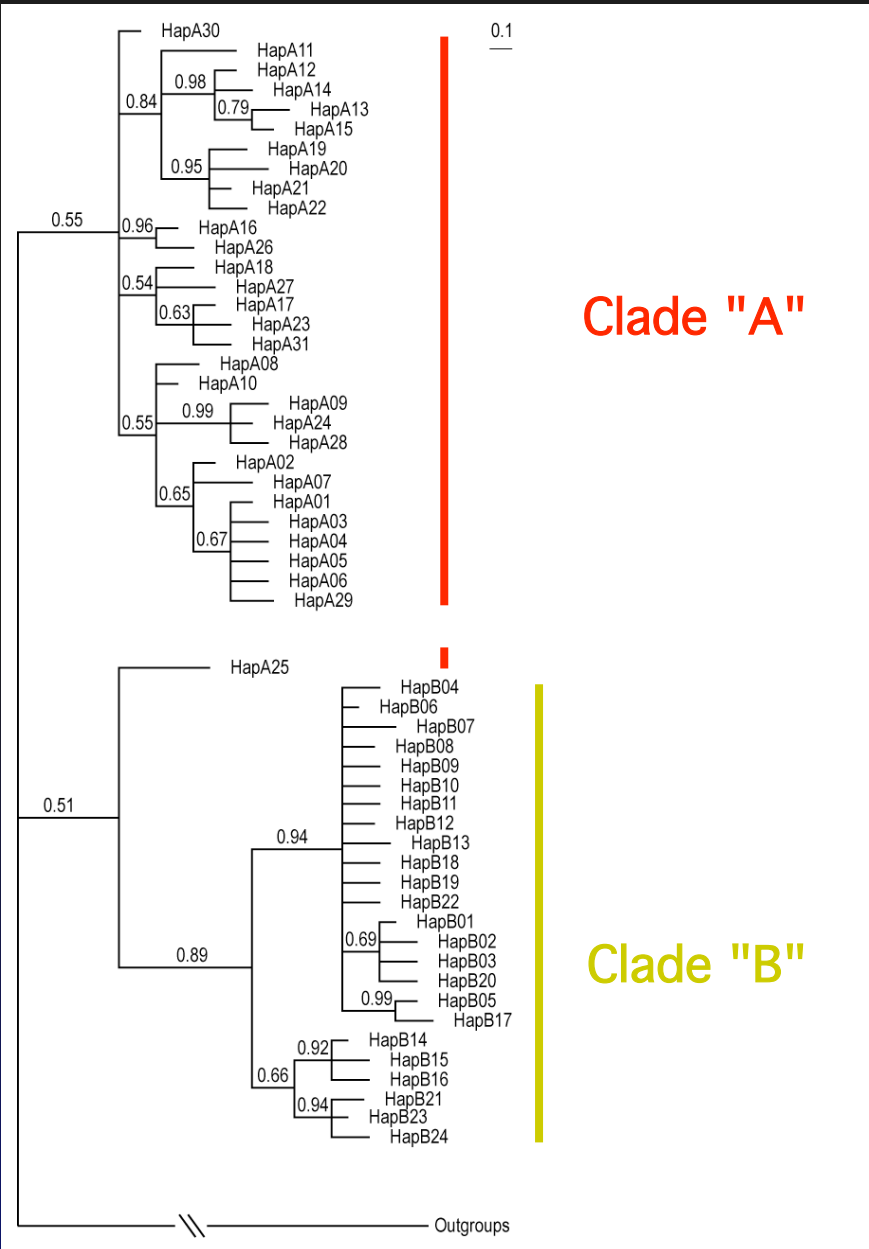 HapA30
0.1
HapA11
HapA12
0.98
HapA14
0.84
0.79
HapA13
HapA15
HapA19
0.95
HapA20
HapA21
HapA22
0.55
0.96
HapA16
HapA26
HapA18
0.54
HapA27
HapA17
0.63
HapA23
Clade "A"
HapA31
HapA08
HapA10
0.99
HapA09
0.55
HapA24
HapA28
HapA02
HapA07
0.65
HapA01
HapA03
0.67
HapA04
HapA05
HapA06
HapA29
HapA25
HapB04
HapB06
HapB07
HapB08
HapB09
HapB10
0.51
HapB11
HapB12
0.94
HapB13
HapB18
HapB19
HapB22
HapB01
0.69
HapB02
0.89
HapB03
Clade "B"
HapB20
0.99
HapB05
HapB17
HapB14
0.92
HapB15
0.66
HapB16
HapB21
0.94
HapB23
HapB24
Outgroups